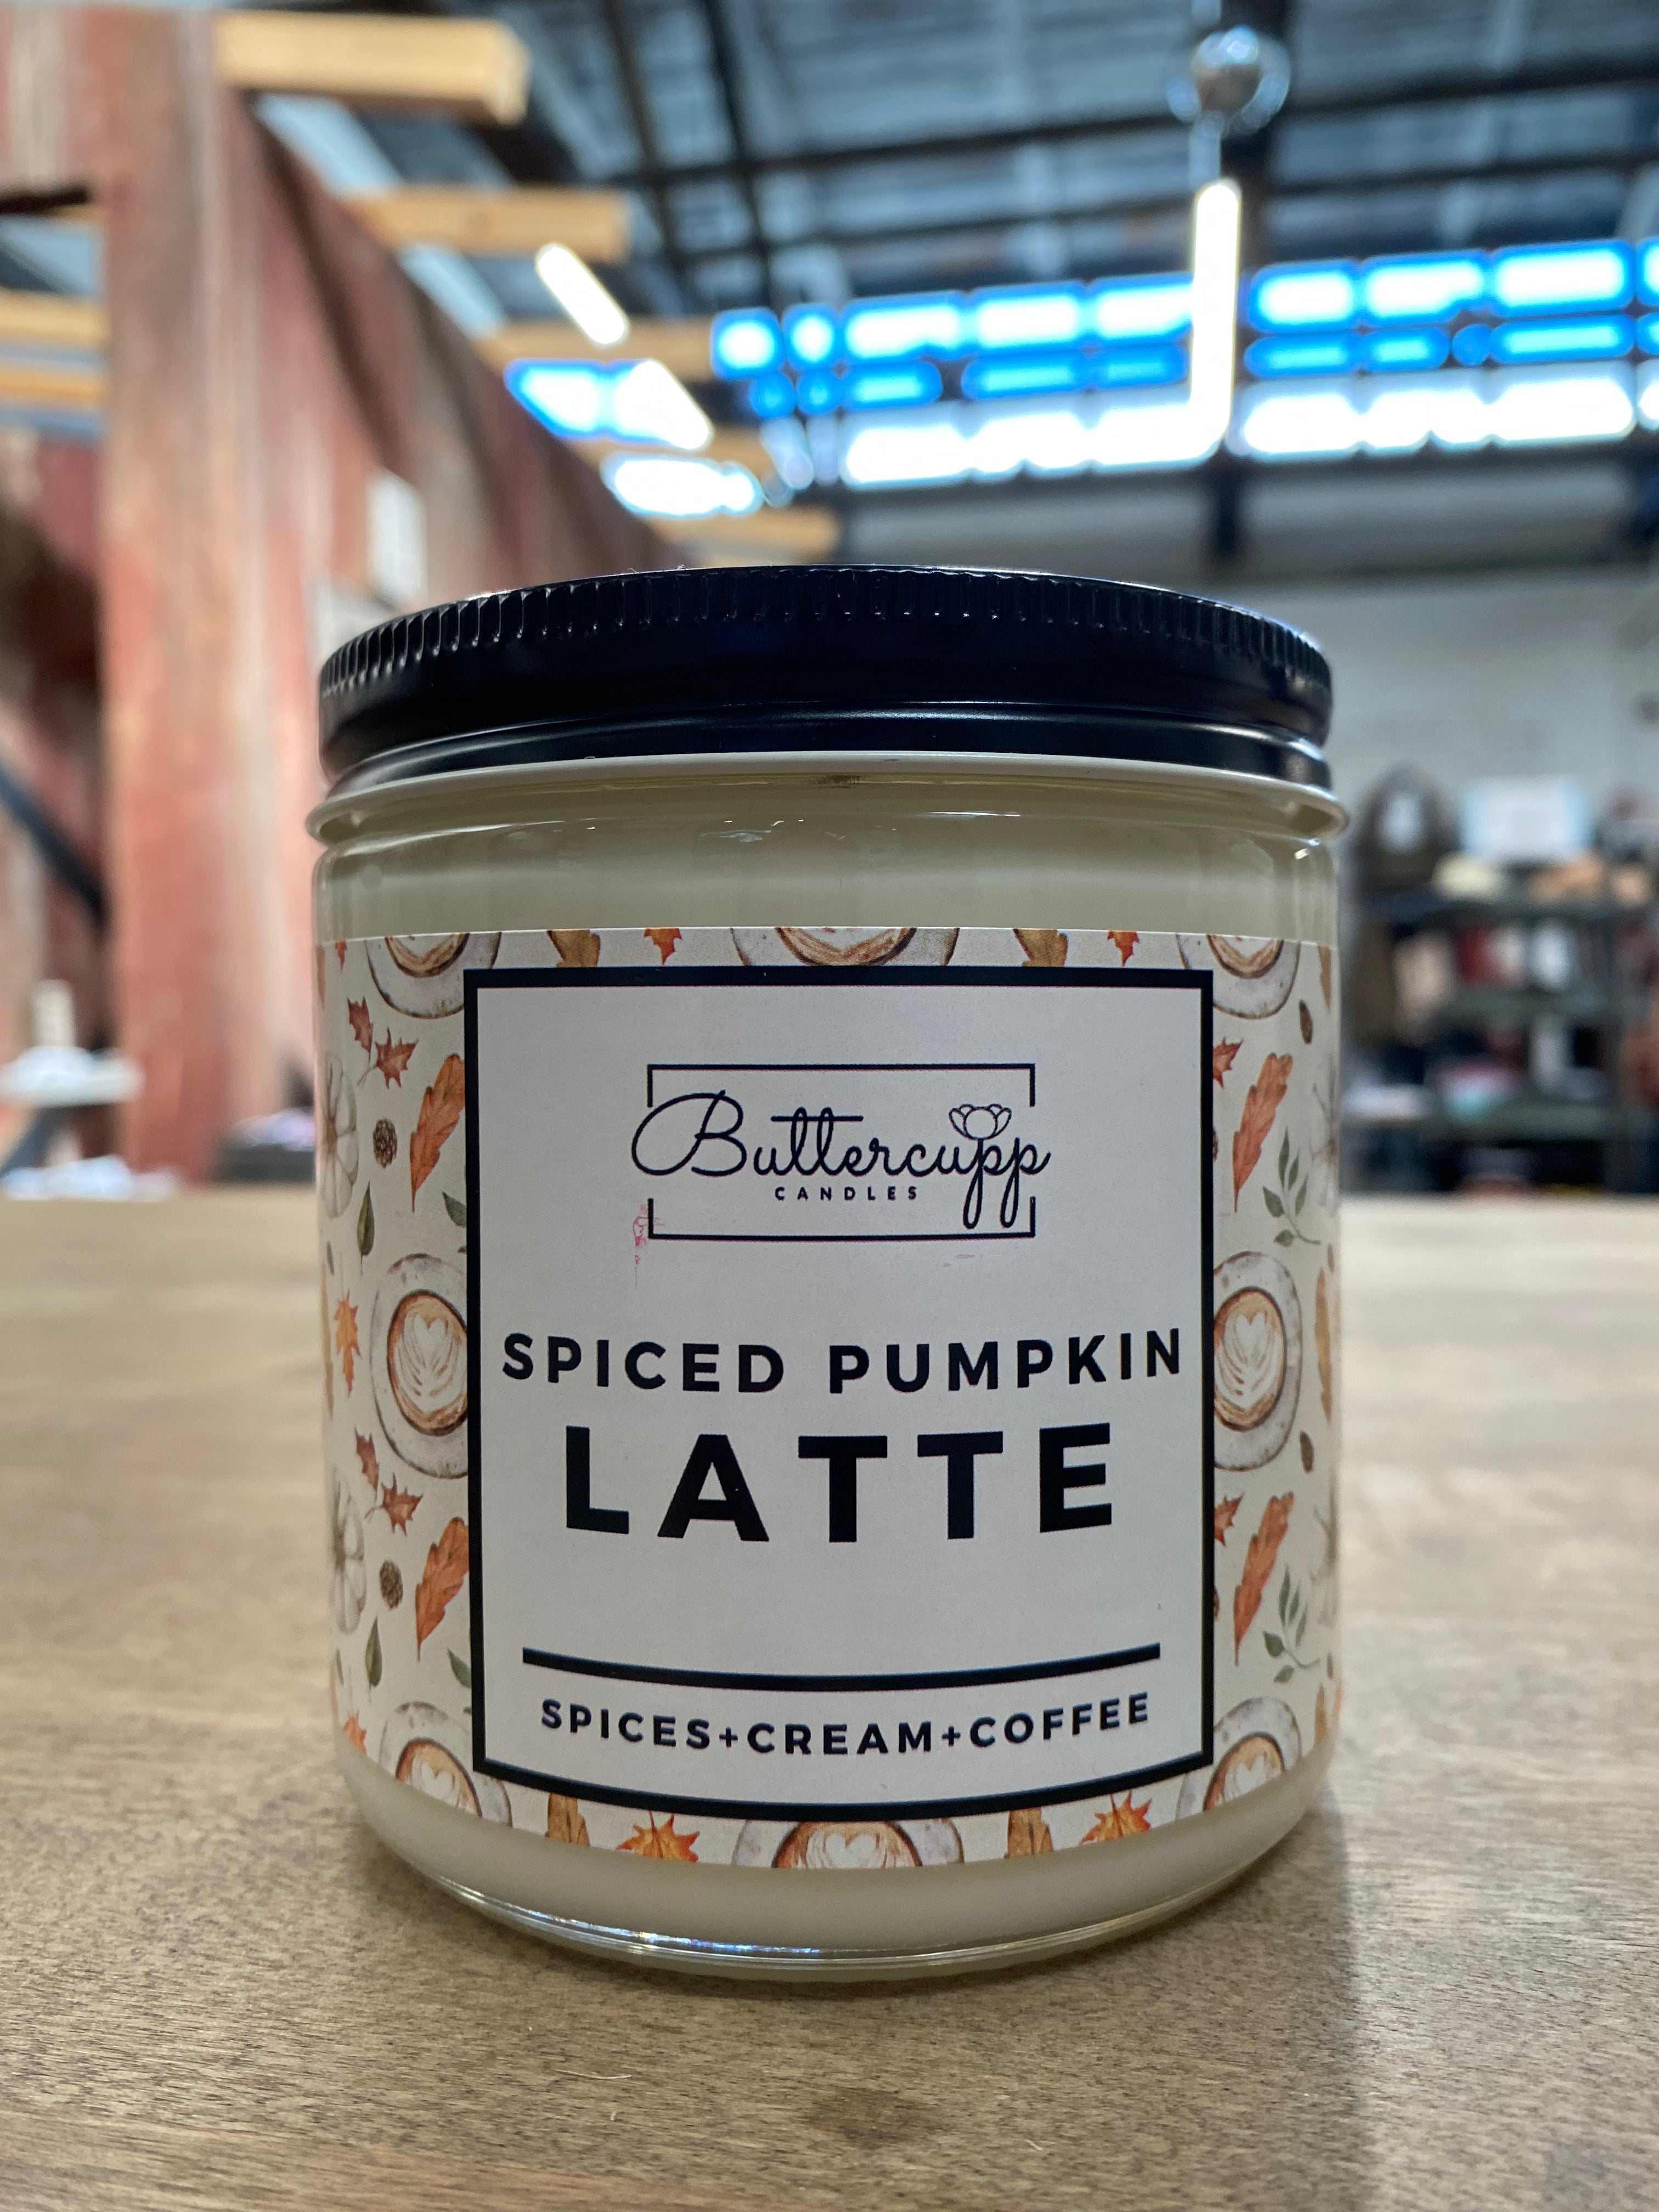 Buttercupp
CANDLES
SPICED PUMPKIN
LATTE
SPICES+CREAM+COFFEE